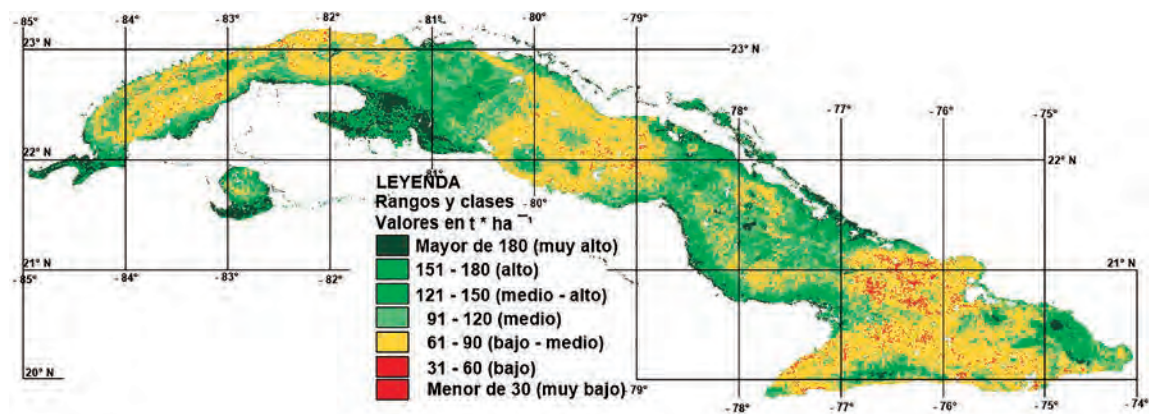 -85° -84° -83° -82° -81° -80° -79°
23° N 23° N
-78° -77° -76° -75°
22° N 22° N
81°
LEYENDA
Rangos y clases -80°
Valores en t * ha ⁻¹
Mayor de 180 (muy alto)
151 - 180 (alto)
21° N 21° N
-85° -84° -83° -82° -74°
121 - 150 (medio - alto)
91 - 120 (medio)
61 - 90 (bajo - medio)
31 - 60 (bajo)
20° N 20° N
Menor de 30 (muy bajo) -79°
-78° -77° -76° -75° -74°